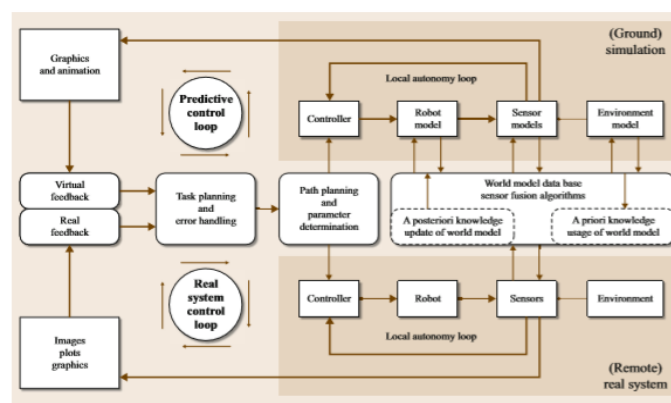 (Ground)
simulation
Graphics
and animation
Local autonomy loop
Predictive
control
loop
Controller
Robot
model
Sensor
models
Environment
model
Virtual
feedback
Real
feedback
Task planning
and
error handling
Path planning
and
parameter
determination
World model data base
sensor fusion algorithms
A posteriori knowledge
update of world model
A priori knowledge
usage of world model
Real
system
control
loop
Controller
Robot
Sensors
Environment
Local autonomy loop
Images
plots
graphics
(Remote)
real system